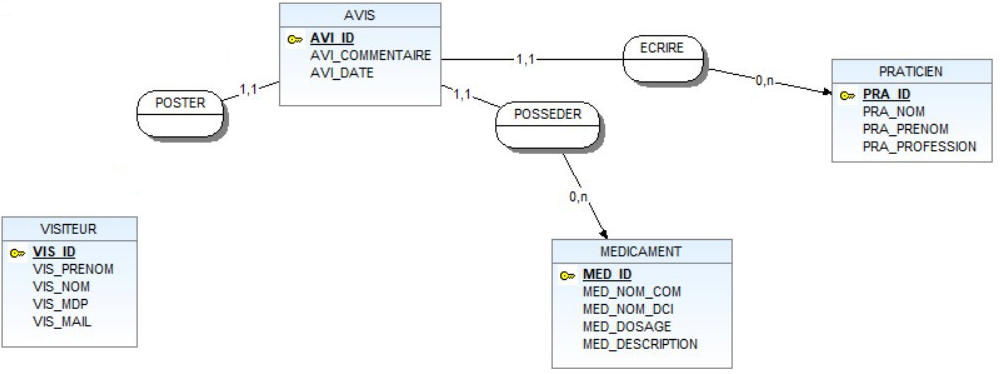 AVIS
AVI_ID
AVI_COMMENTAIRE
AVI_DATE
1,1
POSTER
1,1
ECRIRE
0,n
1,1
POSSEDER
0,n
PRATICIEN
PRA_ID
PRA_NOM
PRA_PRENOM
PRA_PROFESSION
VISITEUR
VIS_ID
VIS_PRENOM
VIS_NOM
VIS_MDP
VIS_MAIL
MEDICAMENT
MED_ID
MED_NOM_COM
MED_NOM_DCI
MED_DOSAGE
MED_DESCRIPTION